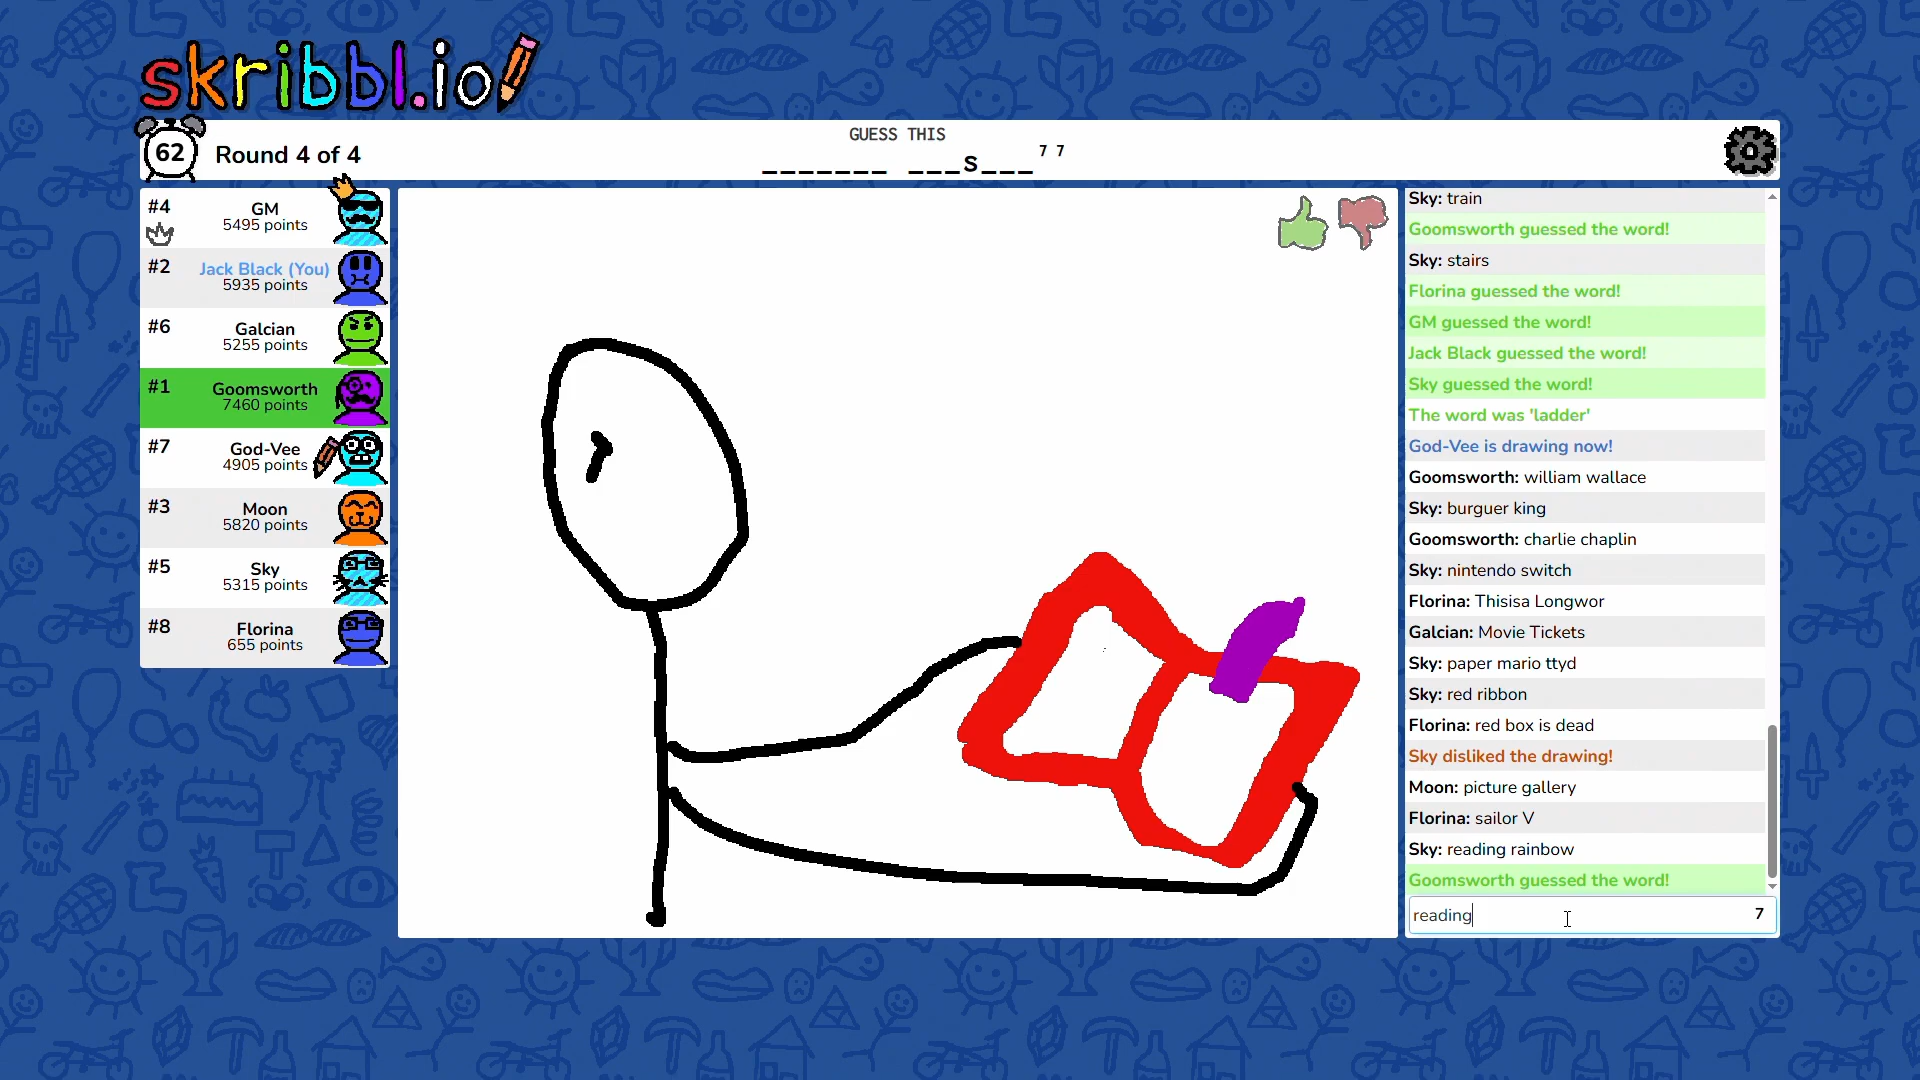 skribbl.io
62
Round 4 of 4
GUESS THIS
_______ ___s___ 7 7
#4 GM
5495 points
#2 Jack Black (You)
5935 points
#6 Galcian
5255 points
#1 Goomsworth
7460 points
#7 God-Vee
4905 points
#3 Moon
5820 points
#5 Sky
5315 points
#8 Florina
655 points
Sky: train
Goomsworth guessed the word!
Sky: stairs
Florina guessed the word!
GM guessed the word!
Jack Black guessed the word!
Sky guessed the word!
The word was 'ladder'
God-Vee is drawing now!
Goomsworth: william wallace
Sky: burguer king
Goomsworth: charlie chaplin
Sky: nintendo switch
Florina: Thisisa Longwor
Galcian: Movie Tickets
Sky: paper mario ttyd
Sky: red ribbon
Florina: red box is dead
Sky disliked the drawing!
Moon: picture gallery
Florina: sailor V
Sky: reading rainbow
Goomsworth guessed the word!
reading 7